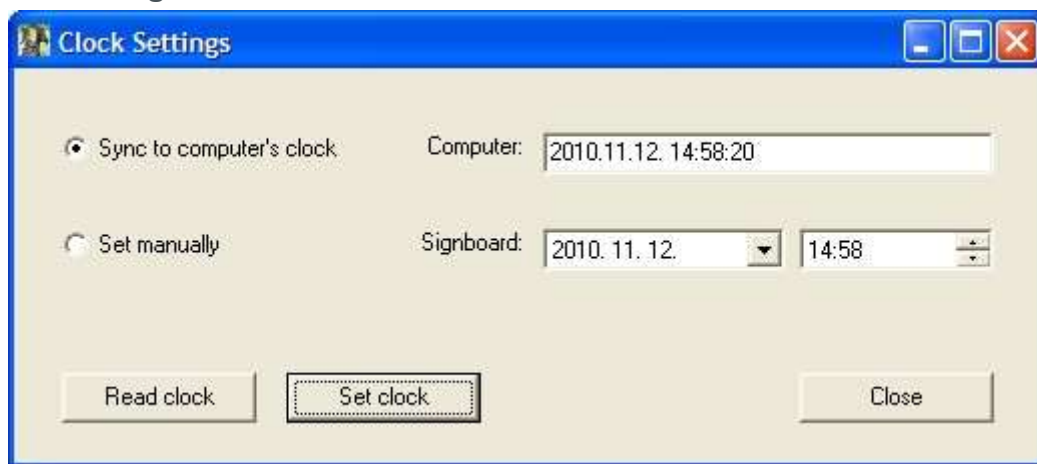 Clock Settings
Sync to computer's clock
Computer:
2010.11.12. 14:58:20
Set manually
Signboard:
2010. 11. 12.
14:58
Read clock
Set clock
Close